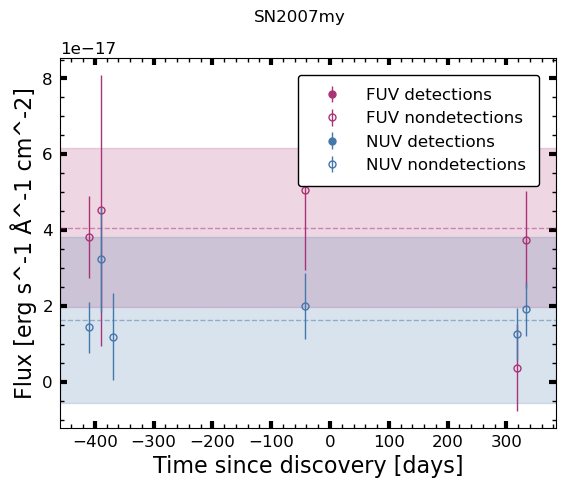 SN2007my
1e−17
8
6
4
2
0
FUV detections
FUV nondetections
NUV detections
NUV nondetections
Flux [erg s^-1 Å^-1 cm^-2]
−400 −300 −200 −100 0 100 200 300
Time since discovery [days]